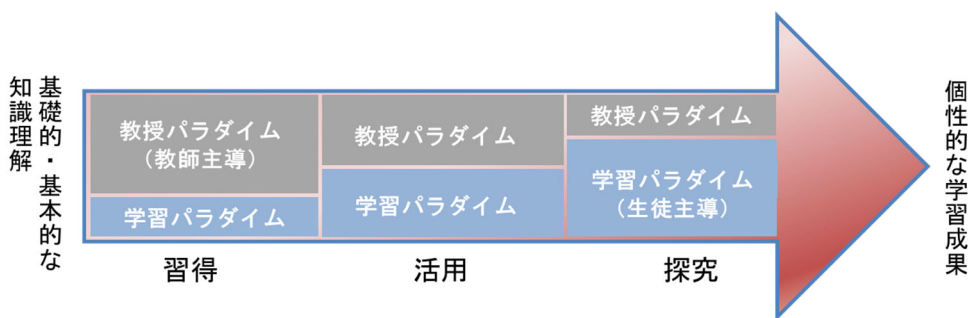 基礎的・基本的な
知識理解
教授パラダイム
(教師主導)
学習パラダイム
教授パラダイム
学習パラダイム
教授パラダイム
学習パラダイム
(生徒主導)
習得
活用
探究
個性的な学習成果